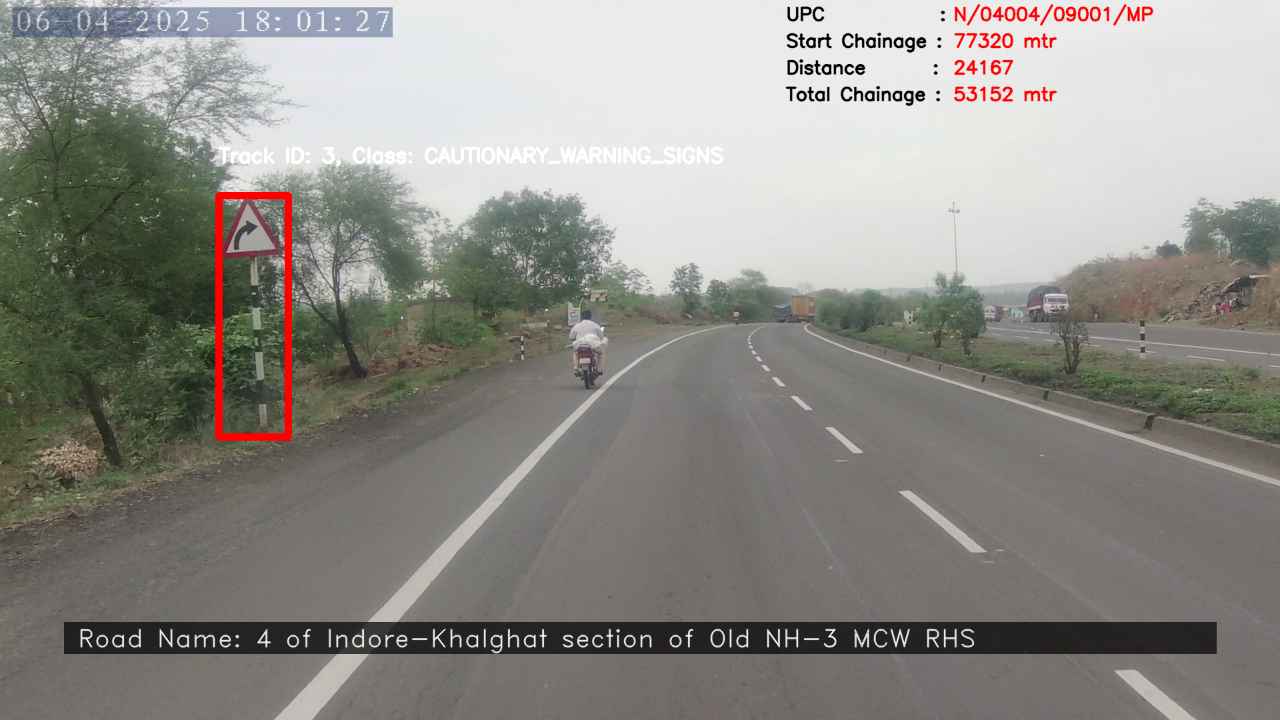 06-04-2025 18:01:27
UPC : N/04004/09001/MP
Start Chainage : 77320 mtr
Distance : 24167
Total Chainage : 53152 mtr
Track ID: 3, Class: CAUTIONARY_WARNING_SIGNS
Road Name: 4 of Indore-Khalghat section of Old NH-3 MCW RHS